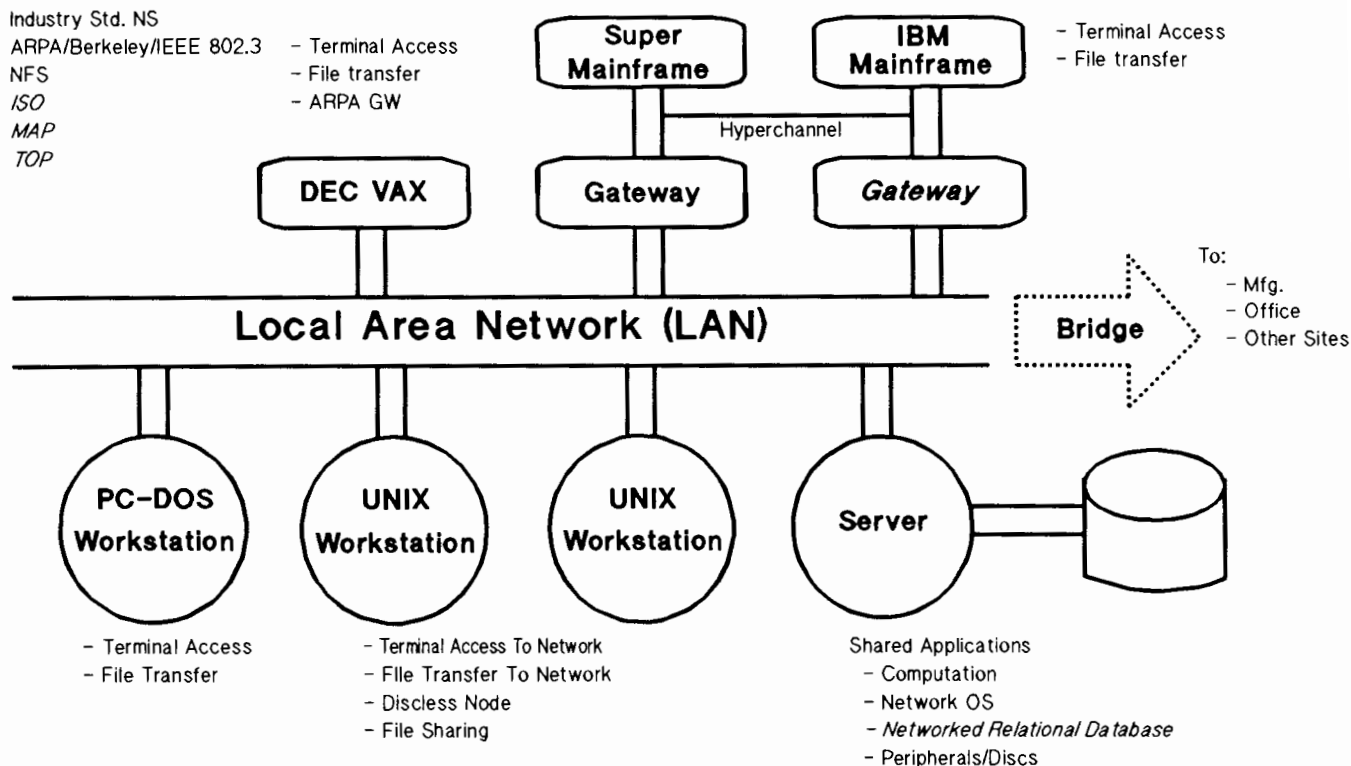 Industry Std. NS
ARPA/Berkeley/IEEE 802.3
NFS
ISO
MAP
TOP
- Terminal Access
- File transfer
- ARPA GW
Super
Mainframe
IBM
Mainframe
- Terminal Access
- File transfer
Hyperchannel
DEC VAX
Gateway
Gateway
Local Area Network (LAN)
Bridge
To:
- Mfg.
- Office
- Other Sites
PC-DOS
Workstation
UNIX
Workstation
UNIX
Workstation
Server
- Terminal Access
- File Transfer
- Terminal Access To Network
- File Transfer To Network
- Discless Node
- File Sharing
Shared Applications
- Computation
- Network OS
- Networked Relational Database
- Peripherals/Discs